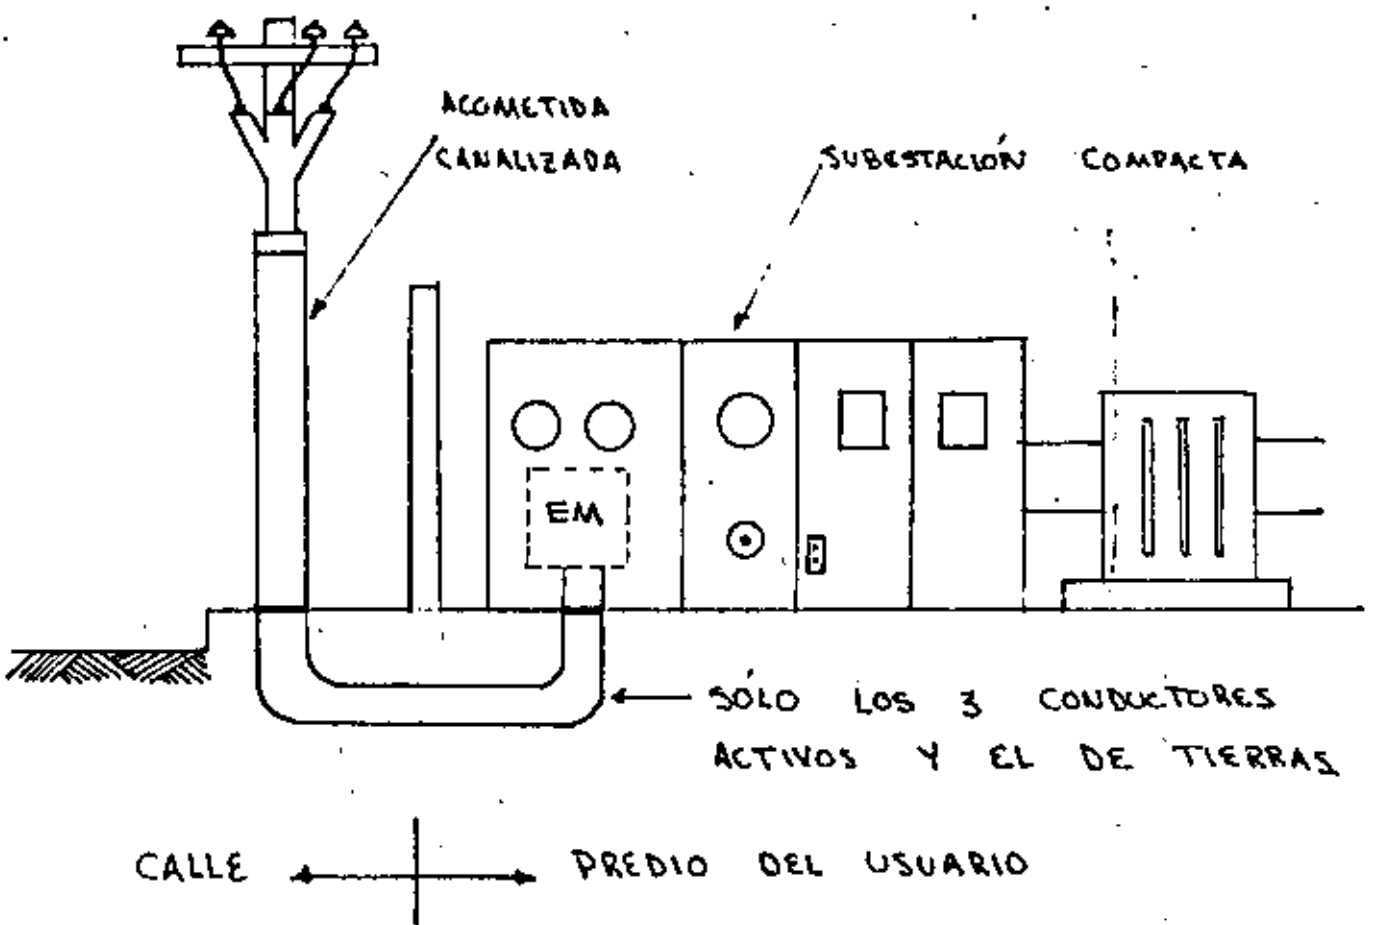 ACOMETIDA
CANALIZADA
SUBESTACIÓN COMPACTA
EM
SÓLO LOS 3 CONDUCTORES
ACTIVOS Y EL DE TIERRAS
CALLE
PREDIO DEL USUARIO